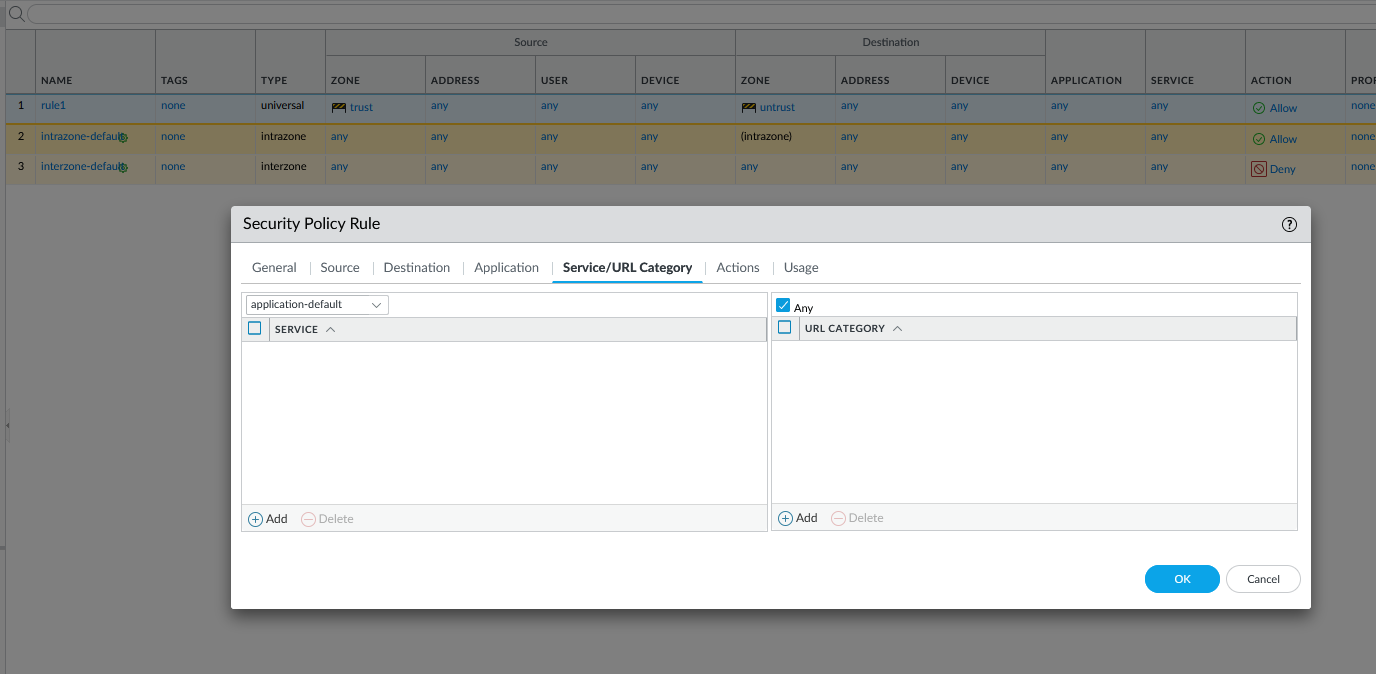 Source Destination
NAME TAGS TYPE ZONE ADDRESS USER DEVICE ZONE ADDRESS DEVICE APPLICATION SERVICE ACTION
1 rule1 none universal trust any any any untrust any any any any Allow none
2 intrazone-default none intrazone any any any any (intrazone) any any any any Allow none
3 interzone-default none interzone any any any any any any any any any Deny none
Security Policy Rule
General Source Destination Application Service/URL Category Actions Usage
application-default Any
SERVICE URL CATEGORY
Add Delete Add Delete
OK Cancel